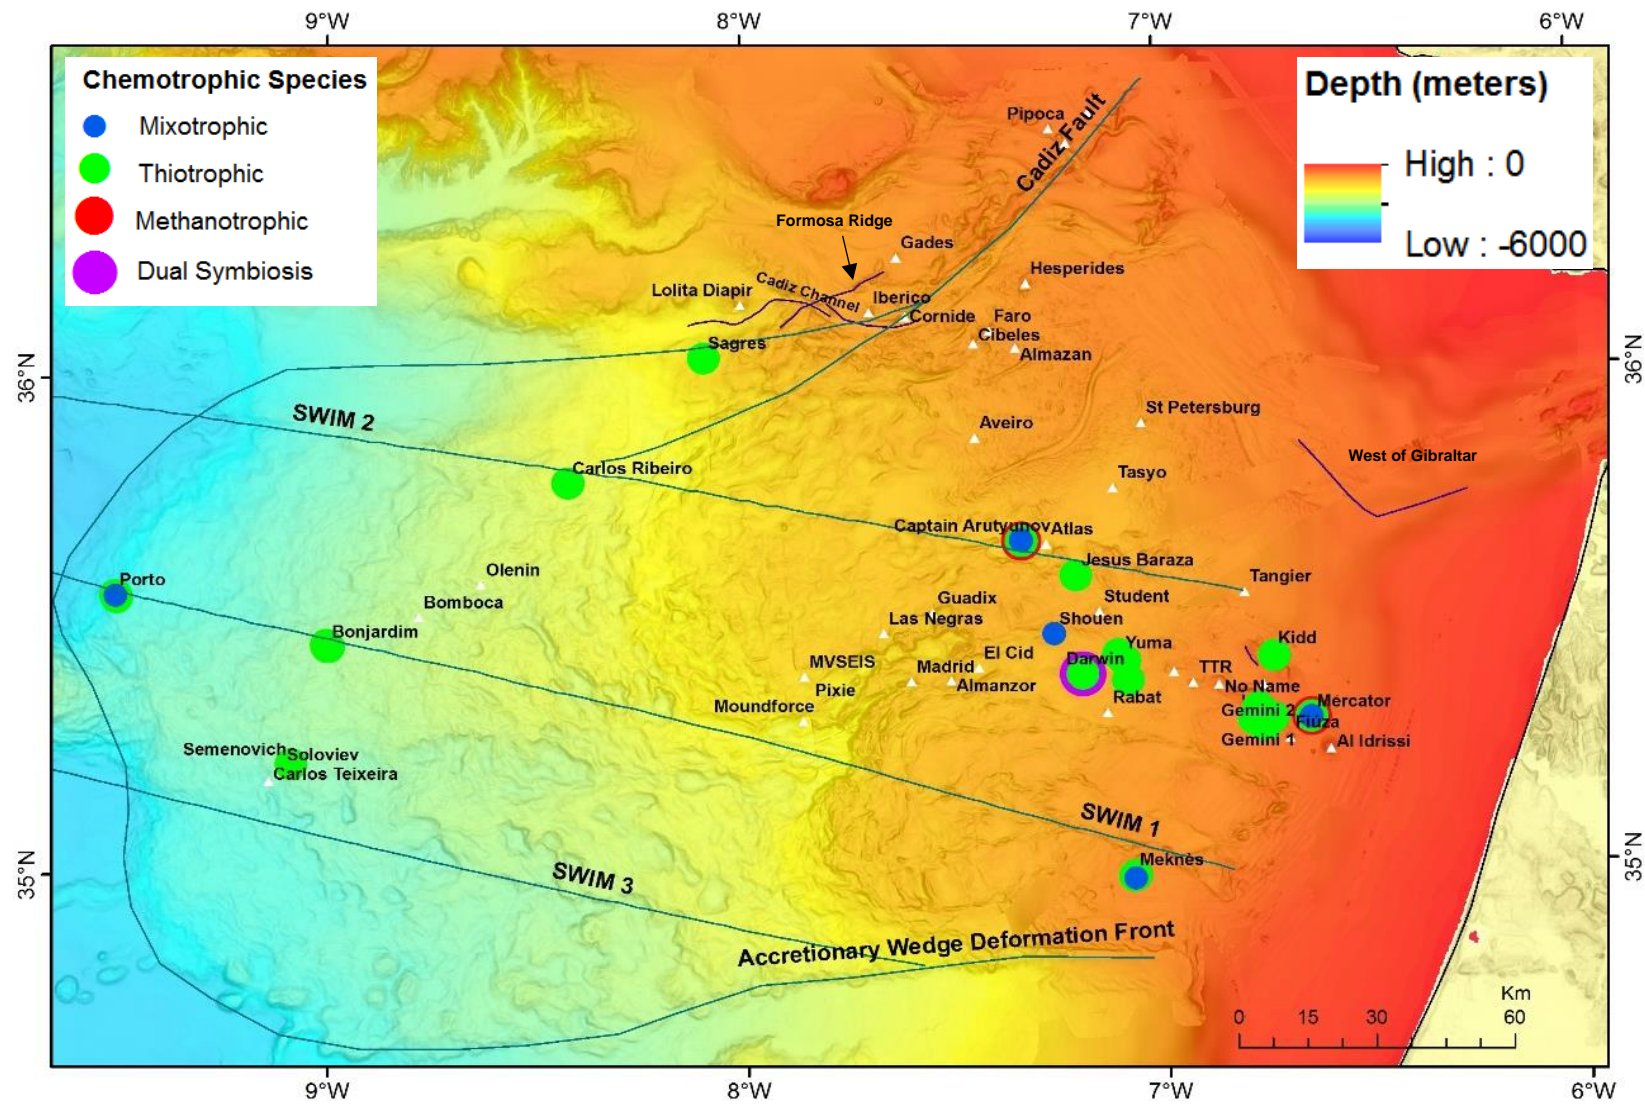 9°W
8°W
7°W
6°W
Chemotrophic Species
Mixotrophic
Thiotrophic
Methanotrophic
Dual Symbiosis
Depth (meters)
High : 0
Low : -6000
Pipoca
Cadiz Fault
Formosa Ridge
Gades
Hesperides
Lolita Diapir
Cadiz Channel
Iberico
Cornide
Faro
Cibeles
Almazan
Sagres
36°N
36°N
SWIM 2
St Petersburg
Aveiro
West of Gibraltar
Carlos Ribeiro
Tasyo
Captain Arutyunov
Atlas
Jesus Baraza
Tangier
Porto
Olenin
Bomboca
Guadix
Student
Las Negras
Shouen
Bonjardim
Yuma
Kidd
El Cid
Darwin
MVSEIS
Madrid
TTR
Pixie
Almanzor
No Name
Rabat
Mercator
Moundforce
Gemini 2
Fiuza
Gemini 1
Al Idrissi
Semenovich
Soloviev
Carlos Teixeira
SWIM 1
Meknès
35°N
35°N
SWIM 3
Accretionary Wedge Deformation Front
Km
0 15 30 60
9°W
8°W
7°W
6°W